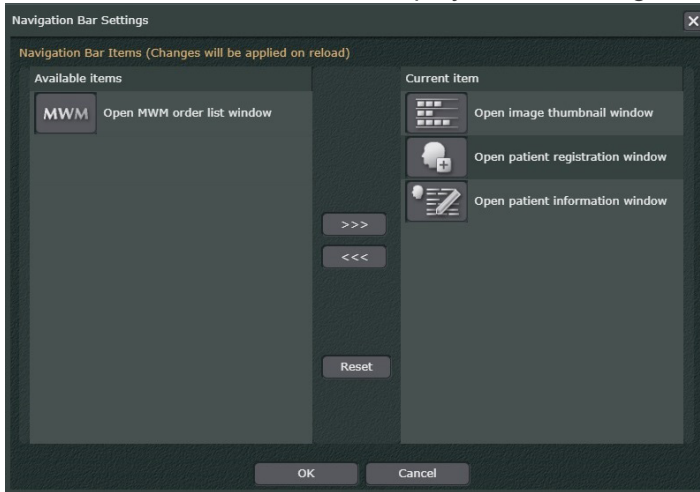 Navigation Bar Settings
Navigation Bar Items (Changes will be applied on reload)
Available items
MWM Open MWM order list window
>>>
<<<
Reset
Current item
Open image thumbnail window
Open patient registration window
Open patient information window
OK
Cancel